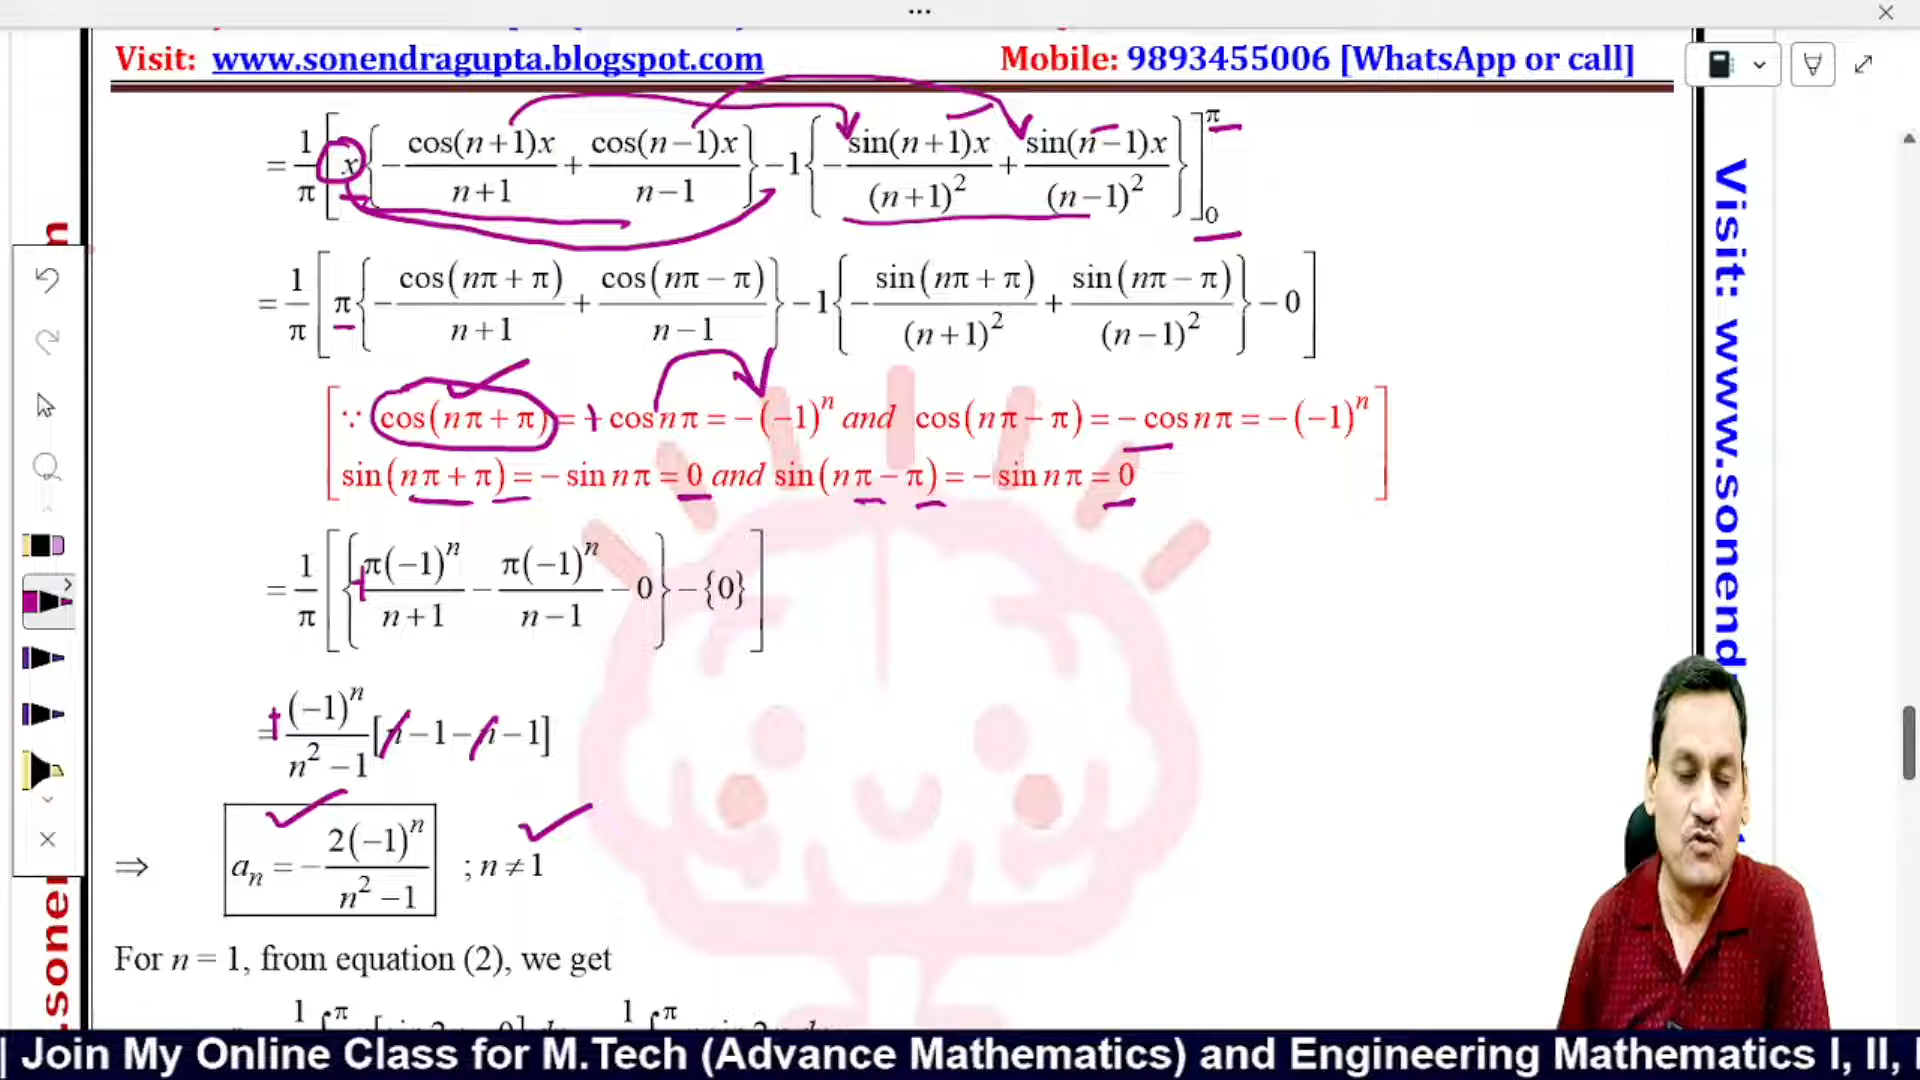 Visit: www.sonendragupta.blogspot.com Mobile: 9893455006 [WhatsApp or call]
= 1/π [ x { − cos(n+1)x / n+1 + cos(n−1)x / n−1 } − 1 { − sin(n+1)x / (n+1)² + sin(n−1)x / (n−1)² } ]₀^π
= 1/π [ π { − cos(nπ + π) / n+1 + cos(nπ − π) / n−1 } − 1 { − sin(nπ + π) / (n+1)² + sin(nπ − π) / (n−1)² } − 0 ]
[ ∵ cos(nπ + π) = − cos nπ = −(−1)ⁿ and cos(nπ − π) = − cos nπ = −(−1)ⁿ
sin(nπ + π) = − sin nπ = 0 and sin(nπ − π) = − sin nπ = 0 ]
= 1/π [ { + π(−1)ⁿ / n+1 − π(−1)ⁿ / n−1 − 0 } − {0} ]
= + (−1)ⁿ / n² −1 [n −1 − n −1]
⇒ aₙ = − 2(−1)ⁿ / n² −1 ; n ≠ 1
For n = 1, from equation (2), we get
Visit: www.sonend
.sonen
| Join My Online Class for M.Tech (Advance Mathematics) and Engineering Mathematics I, II,